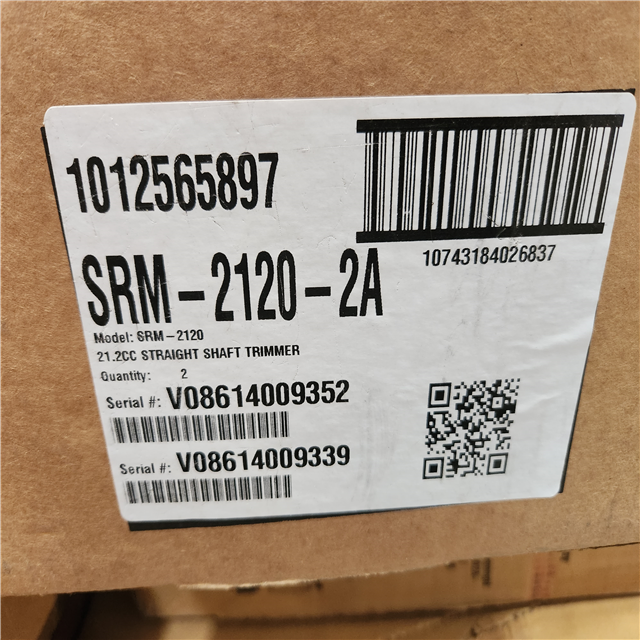 1012565897
10743184026837
SRM-2120-2A
Model: SRM-2120
21.2CC STRAIGHT SHAFT TRIMMER
Quantity: 2
Serial #: V08614009352
Serial #: V08614009339